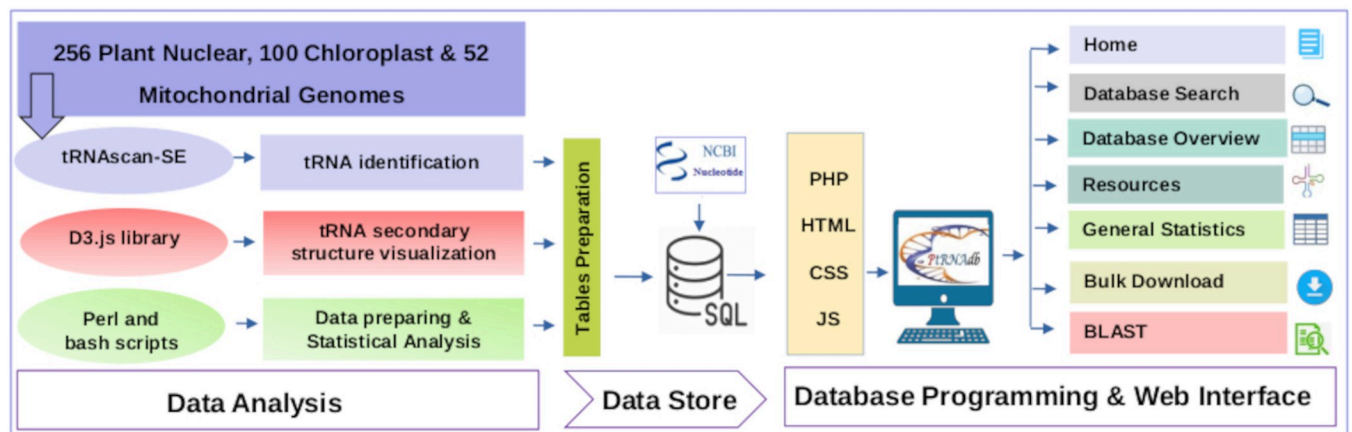 256 Plant Nuclear, 100 Chloroplast & 52
Mitochondrial Genomes
tRNAscan-SE
tRNA identification
D3.js library
tRNA secondary
structure visualization
Perl and
bash scripts
Data preparing &
Statistical Analysis
Tables Preparation
NCBI
Nucleotide
SQL
PHP
HTML
CSS
JS
PtRNAdb
Home
Database Search
Database Overview
Resources
General Statistics
Bulk Download
BLAST
Data Analysis
Data Store
Database Programming & Web Interface